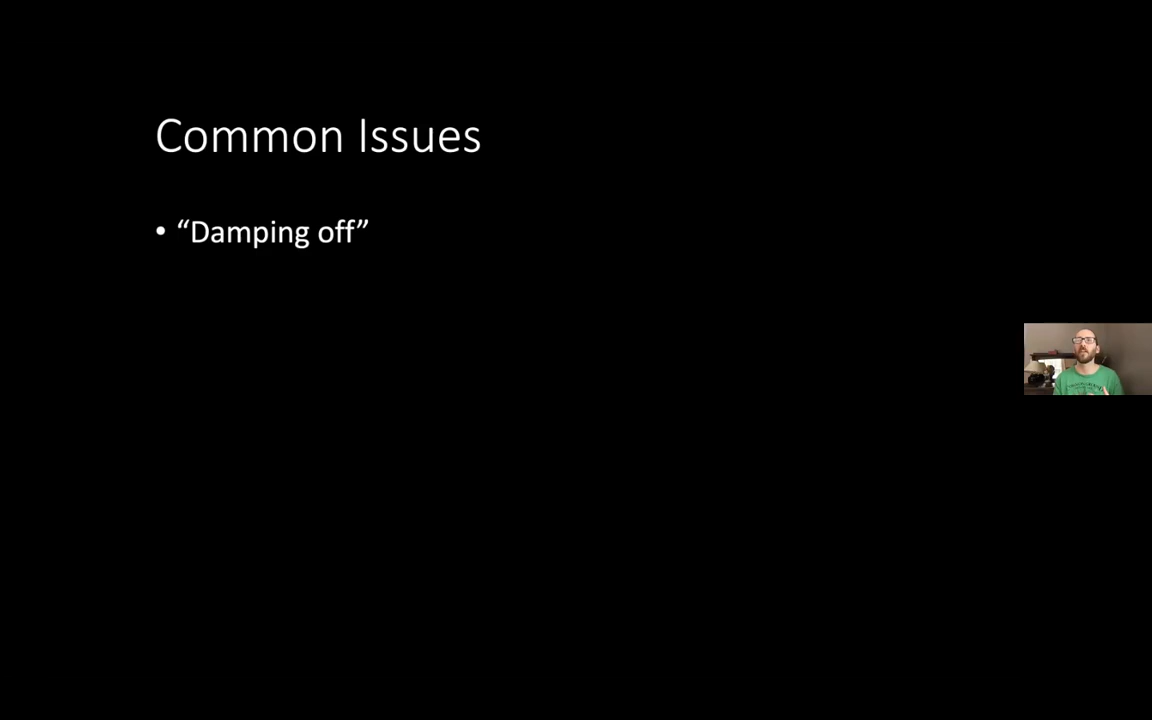 Common Issues
• “Damping off”